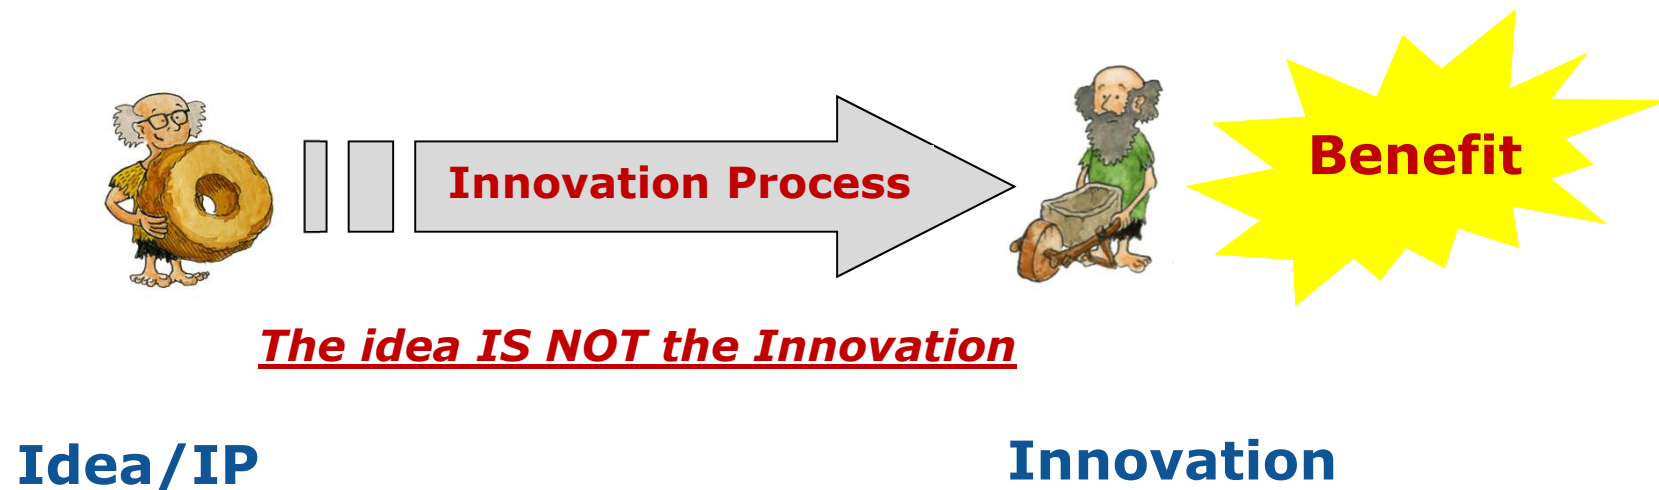 Benefit
Innovation Process
The idea IS NOT the Innovation
Idea/IP
Innovation